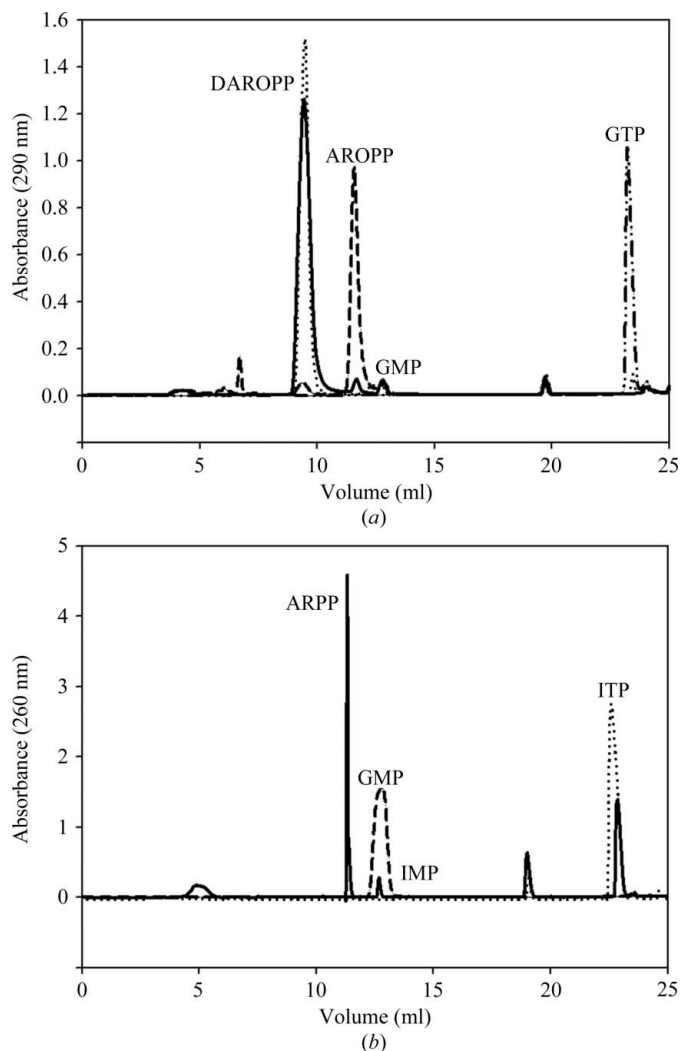 1.6
1.4
DAROPP
1.2
AROPP
GTP
1.0
Absorbance (290 nm)
0.8
0.6
0.4
GMP
0.2
0.0
0 5 10 15 20 25
Volume (ml)
(a)
5
ARPP
4
3
ITP
Absorbance (260 nm)
2
GMP
1
IMP
0
0 5 10 15 20 25
Volume (ml)
(b)